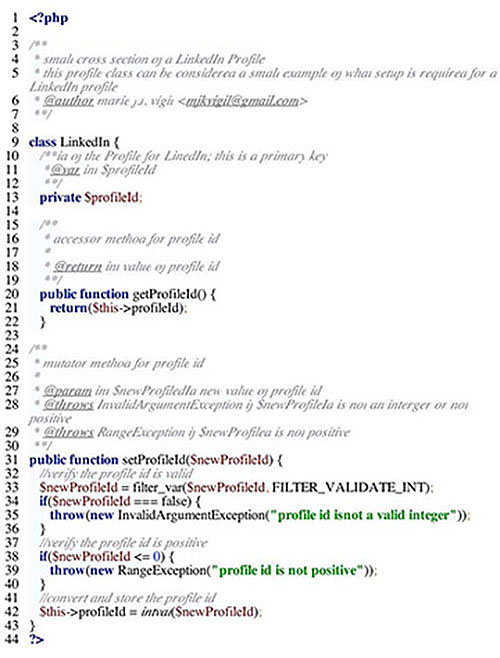 1 <?php
2
3 /**
4 * small cross section of a LinkedIn Profile
5 * this profile class can be considered a small example of what setup is required for a
LinkedIn profile
6 * @author marie vigil <mjkvigil@gmail.com>
7 **/
8
9 class LinkedIn {
10 /**id of the Profile for LinedIn; this is a primary key
11 *@var int $profileId
12 **/
13 private $profileId;
14
15 /**
16 * accessor method for profile id
17 *
18 * @return int value of profile id
19 **/
20 public function getProfileId() {
21 return($this->profileId);
22 }
23
24 /**
25 * mutator method for profile id
26 *
27 * @param int $newProfiledId new value of profile id
28 * @throws InvalidArgumentException if $newProfileId is not an interger or not
positive
29 * @throws RangeException if $newProfiled is not positive
30 **/
31 public function setProfileId($newProfileId) {
32 //verify the profile id is valid
33 $newProfileId = filter_var($newProfileId, FILTER_VALIDATE_INT);
34 if($newProfileId === false) {
35 throw(new InvalidArgumentException("profile id isnot a valid integer"));
36 }
37 //verify the profile id is positive
38 if($newProfileId <= 0) {
39 throw(new RangeException("profile id is not positive"));
40 }
41 //convert and store the profile id
42 $this->profileId = intval($newProfileId);
43 }
44 ?>